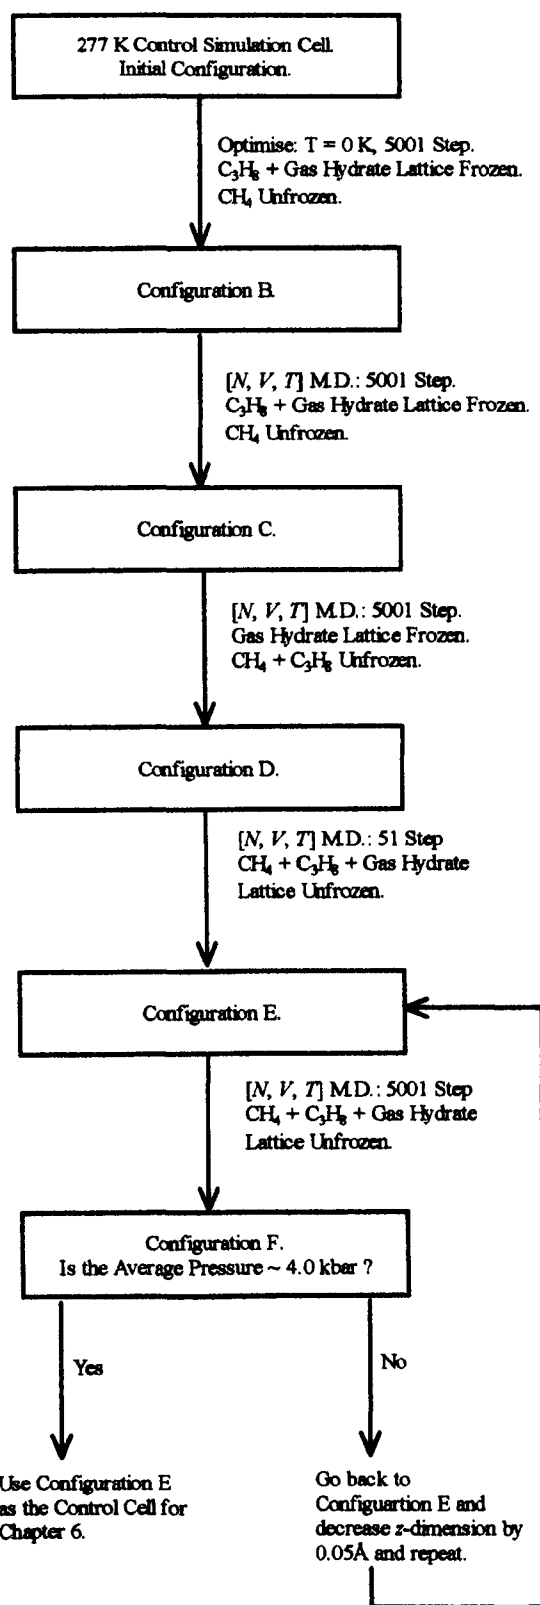 277 K Control Simulation Cell.
Initial Configuration.
Optimise: T = 0 K, 5001 Step.
C₃H₈ + Gas Hydrate Lattice Frozen.
CH₄ Unfrozen.
Configuration B.
[N, V, T] M.D.: 5001 Step.
C₃H₈ + Gas Hydrate Lattice Frozen.
CH₄ Unfrozen.
Configuration C.
[N, V, T] M.D.: 5001 Step.
Gas Hydrate Lattice Frozen.
CH₄ + C₃H₈ Unfrozen.
Configuration D.
[N, V, T] M.D.: 51 Step
CH₄ + C₃H₈ + Gas Hydrate
Lattice Unfrozen.
Configuration E.
[N, V, T] M.D.: 5001 Step
CH₄ + C₃H₈ + Gas Hydrate
Lattice Unfrozen.
Configuration F.
Is the Average Pressure ~ 4.0 kbar ?
Yes
No
Use Configuration E
as the Control Cell for
Chapter 6.
Go back to
Configuartion E and
decrease z-dimension by
0.05Å and repeat.